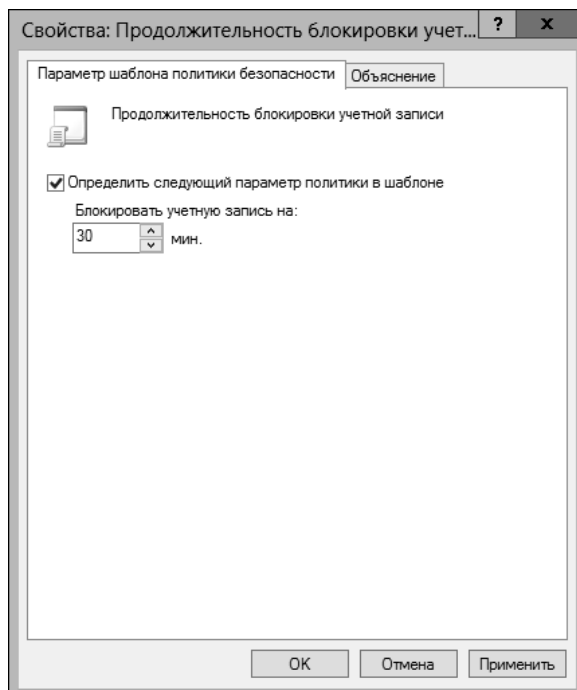 Свойства: Продолжительность блокировки учет... ? x
Параметр шаблона политики безопасности Объяснение
Продолжительность блокировки учетной записи
Определить следующий параметр политики в шаблоне
Блокировать учетную запись на:
30 мин.
OK Отмена Применить